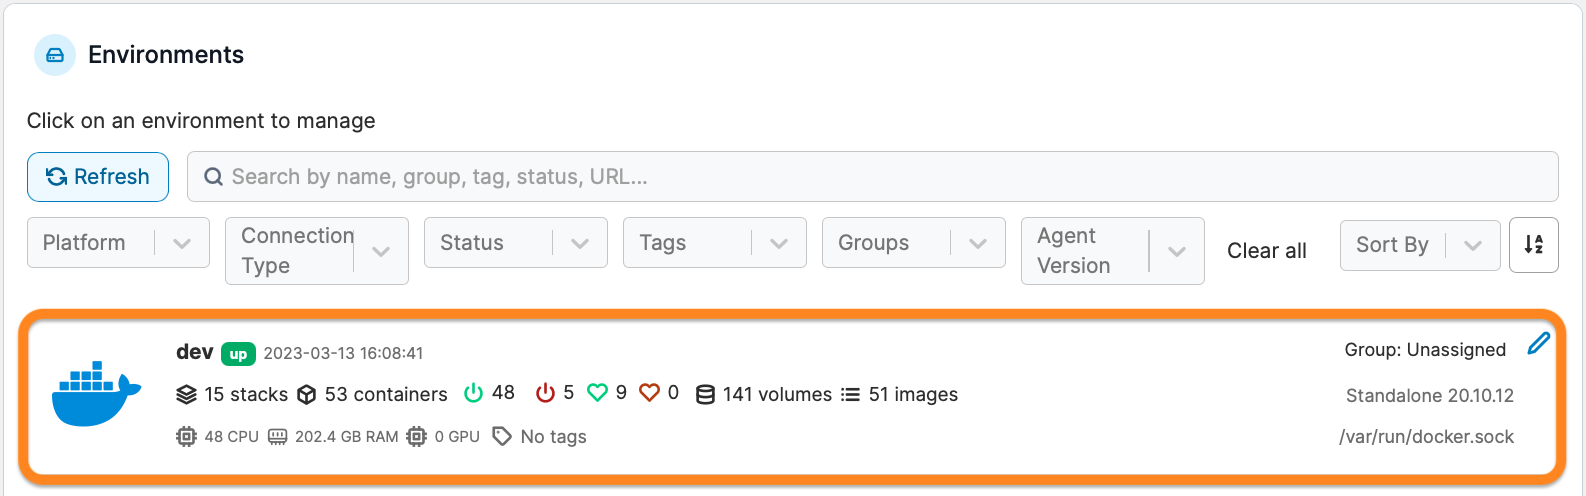 Environments
Click on an environment to manage
Refresh
Search by name, group, tag, status, URL...
Platform
Connection
Type
Status
Tags
Groups
Agent
Version
Clear all
Sort By
A
Z
dev up 2023-03-13 16:08:41
Group: Unassigned
15 stacks 53 containers 48 5 9 0 141 volumes 51 images
Standalone 20.10.12
48 CPU 202.4 GB RAM 0 GPU No tags
/var/run/docker.sock